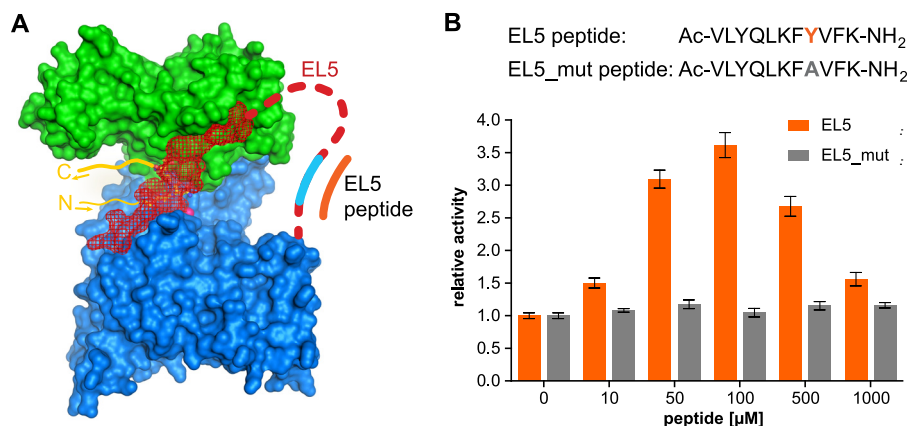 A
EL5
C
N
EL5
peptide
B
EL5 peptide: Ac-VLYQLKFYVFK-NH2
EL5_mut peptide: Ac-VLYQLKFAVFK-NH2
relative activity
4.0
3.5
3.0
2.5
2.0
1.5
1.0
0.5
0.0
EL5
EL5_mut
0 10 50 100 500 1000
peptide [µM]